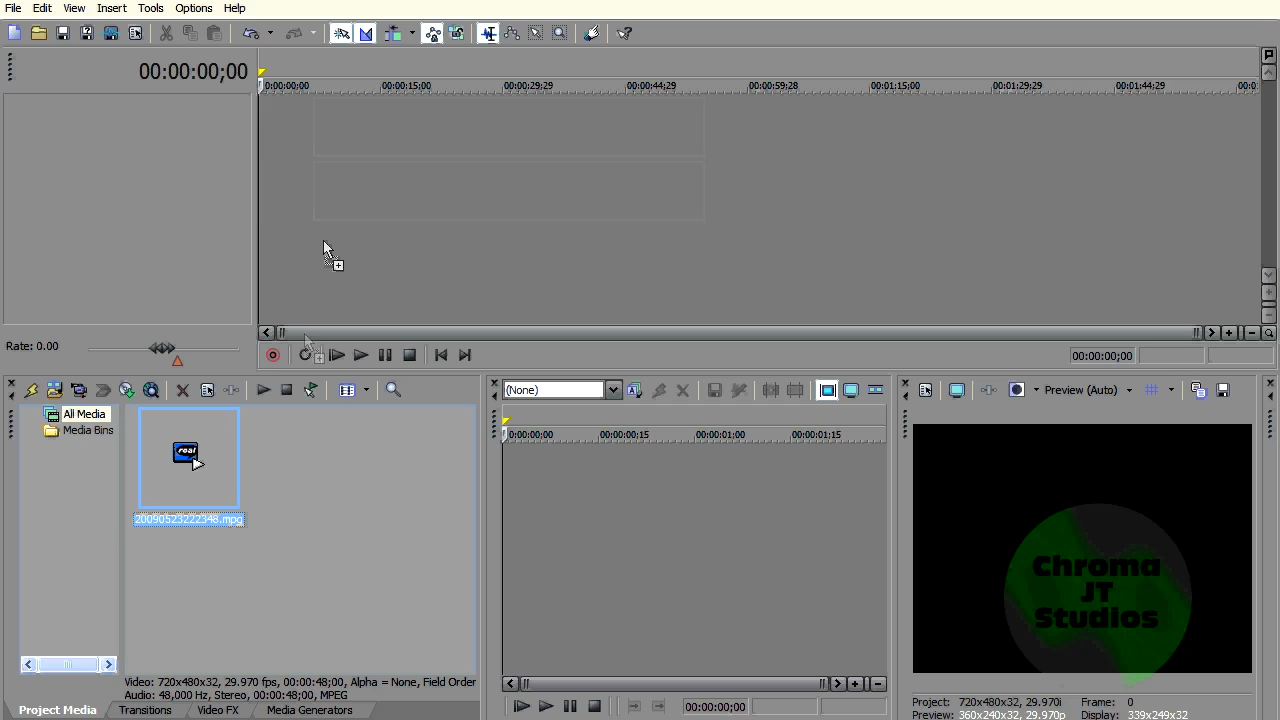 File Edit View Insert Tools Options Help
00:00:00;00
0:00:00;00 00:00:15;00 00:00:29;29 00:00:44;29 00:00:59;28 00:01:15;00 00:01:29;29 00:01:44;29 00:0
Rate: 0.00
00:00:00;00
(None)
Preview (Auto)
All Media
Media Bins
real
20090523222348.mpg
0:00:00;00 00:00:00;15 00:00:01;00 00:00:01;15
Chroma
JT
Studios
Video: 720x480x32, 29.970 fps, 00:00:48;00, Alpha = None, Field Order
Audio: 48,000 Hz, Stereo, 00:00:48;00, MPEG
Project Media Transitions Video FX Media Generators
00:00:00;00
Project: 720x480x32, 29.970i Frame: 0
Preview: 360x240x32, 29.970p Display: 339x249x32